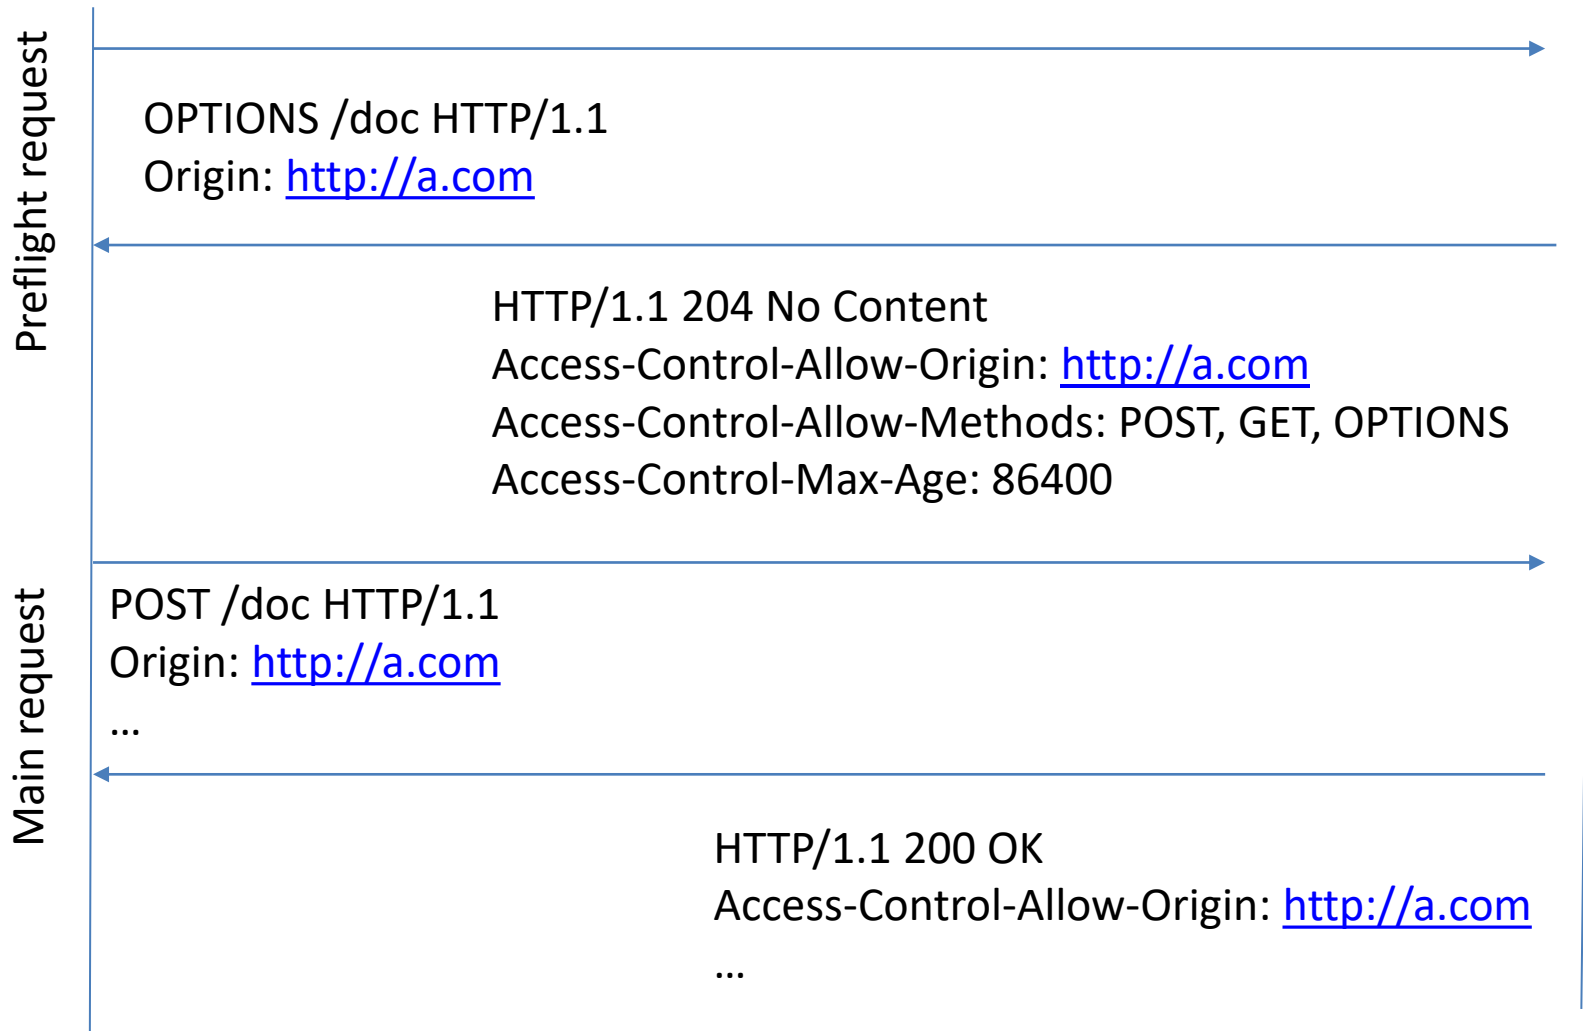 Preflight request
OPTIONS /doc HTTP/1.1
Origin: http://a.com
HTTP/1.1 204 No Content
Access-Control-Allow-Origin: http://a.com
Access-Control-Allow-Methods: POST, GET, OPTIONS
Access-Control-Max-Age: 86400
Main request
POST /doc HTTP/1.1
Origin: http://a.com
…
HTTP/1.1 200 OK
Access-Control-Allow-Origin: http://a.com
…